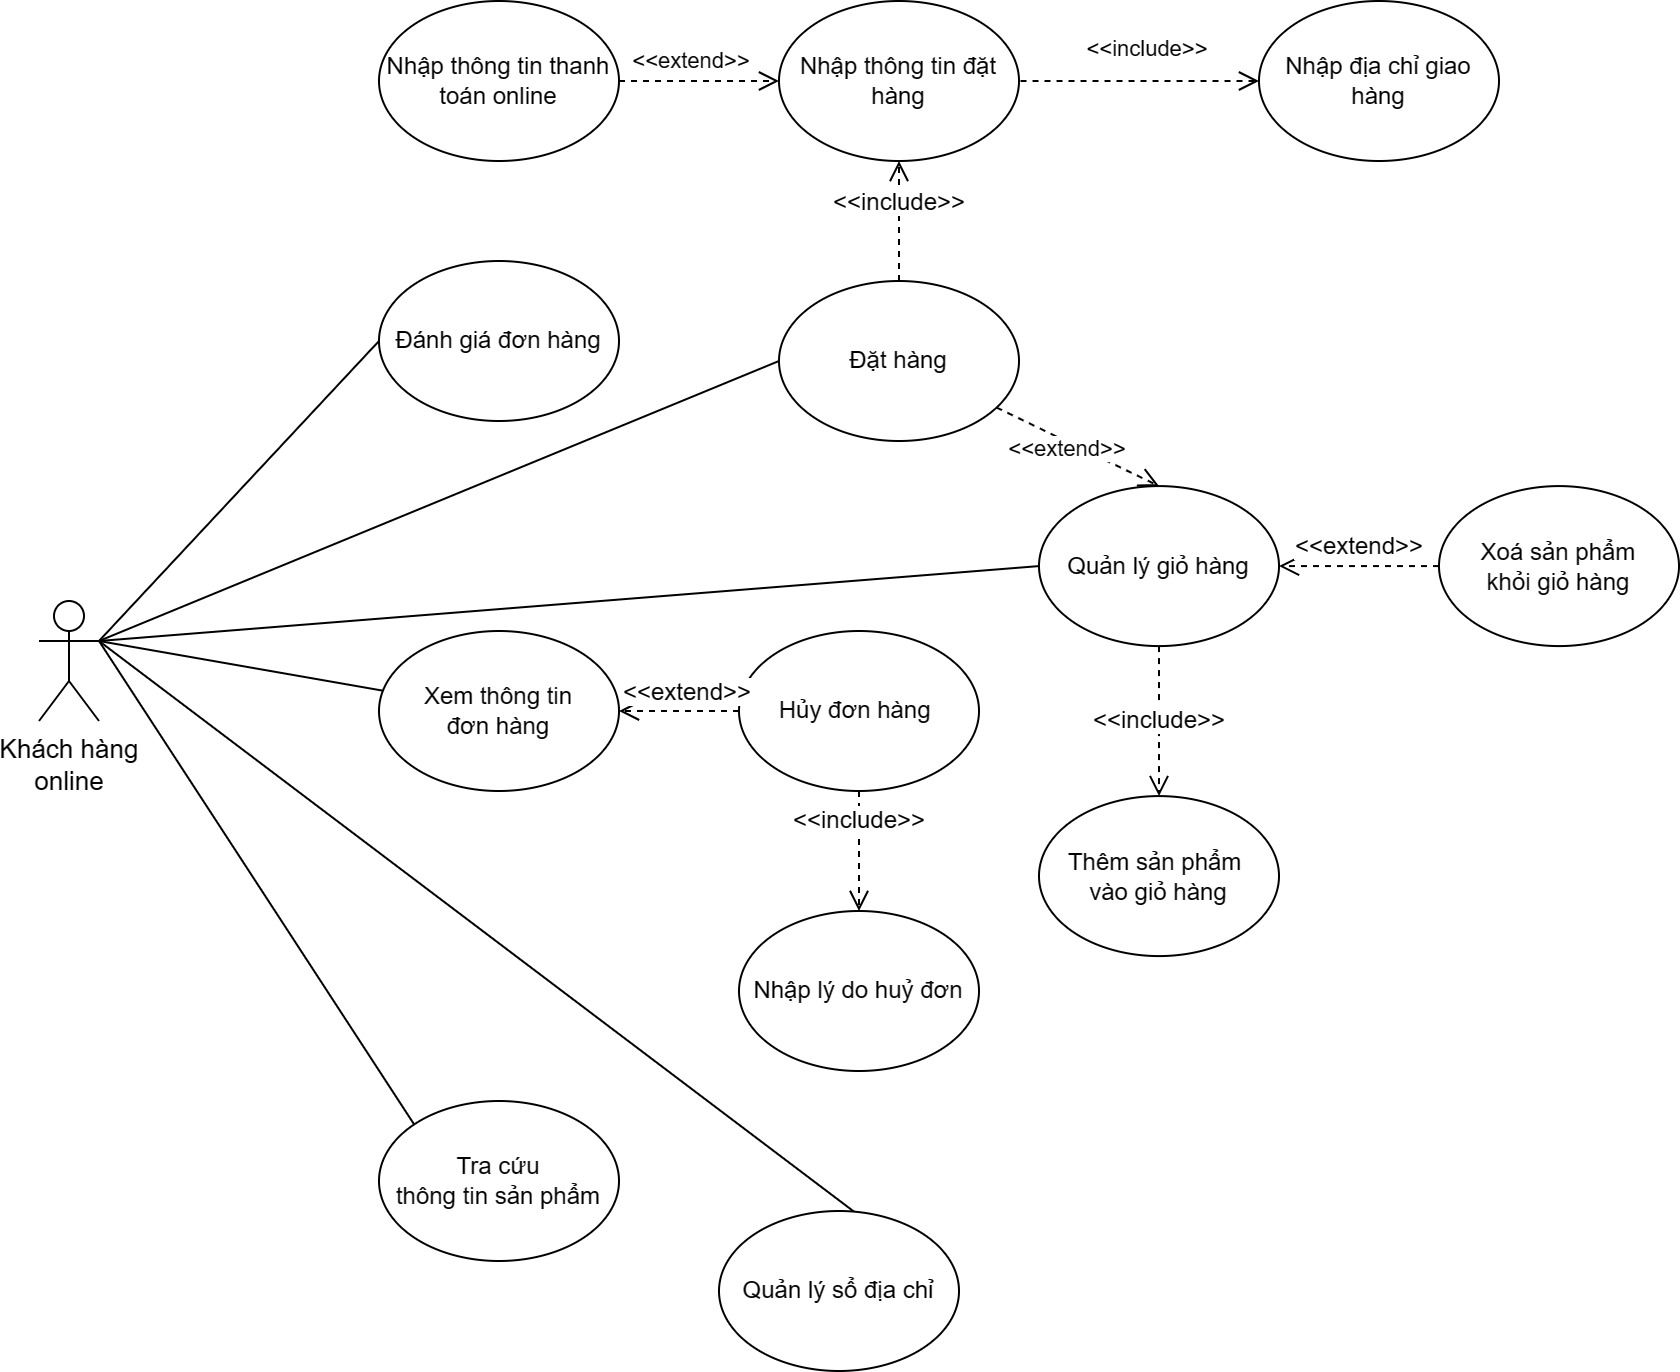 Nhập thông tin thanh
toán online
<<extend>>
Nhập thông tin đặt
hàng
<<include>>
Nhập địa chỉ giao
hàng
<<include>>
Đánh giá đơn hàng
Đặt hàng
<<extend>>
Quản lý giỏ hàng
<<extend>>
Xoá sản phẩm
khỏi giỏ hàng
Khách hàng
online
Xem thông tin
đơn hàng
<<extend>>
Hủy đơn hàng
<<include>>
<<include>>
Thêm sản phẩm
vào giỏ hàng
Nhập lý do huỷ đơn
Tra cứu
thông tin sản phẩm
Quản lý sổ địa chỉ